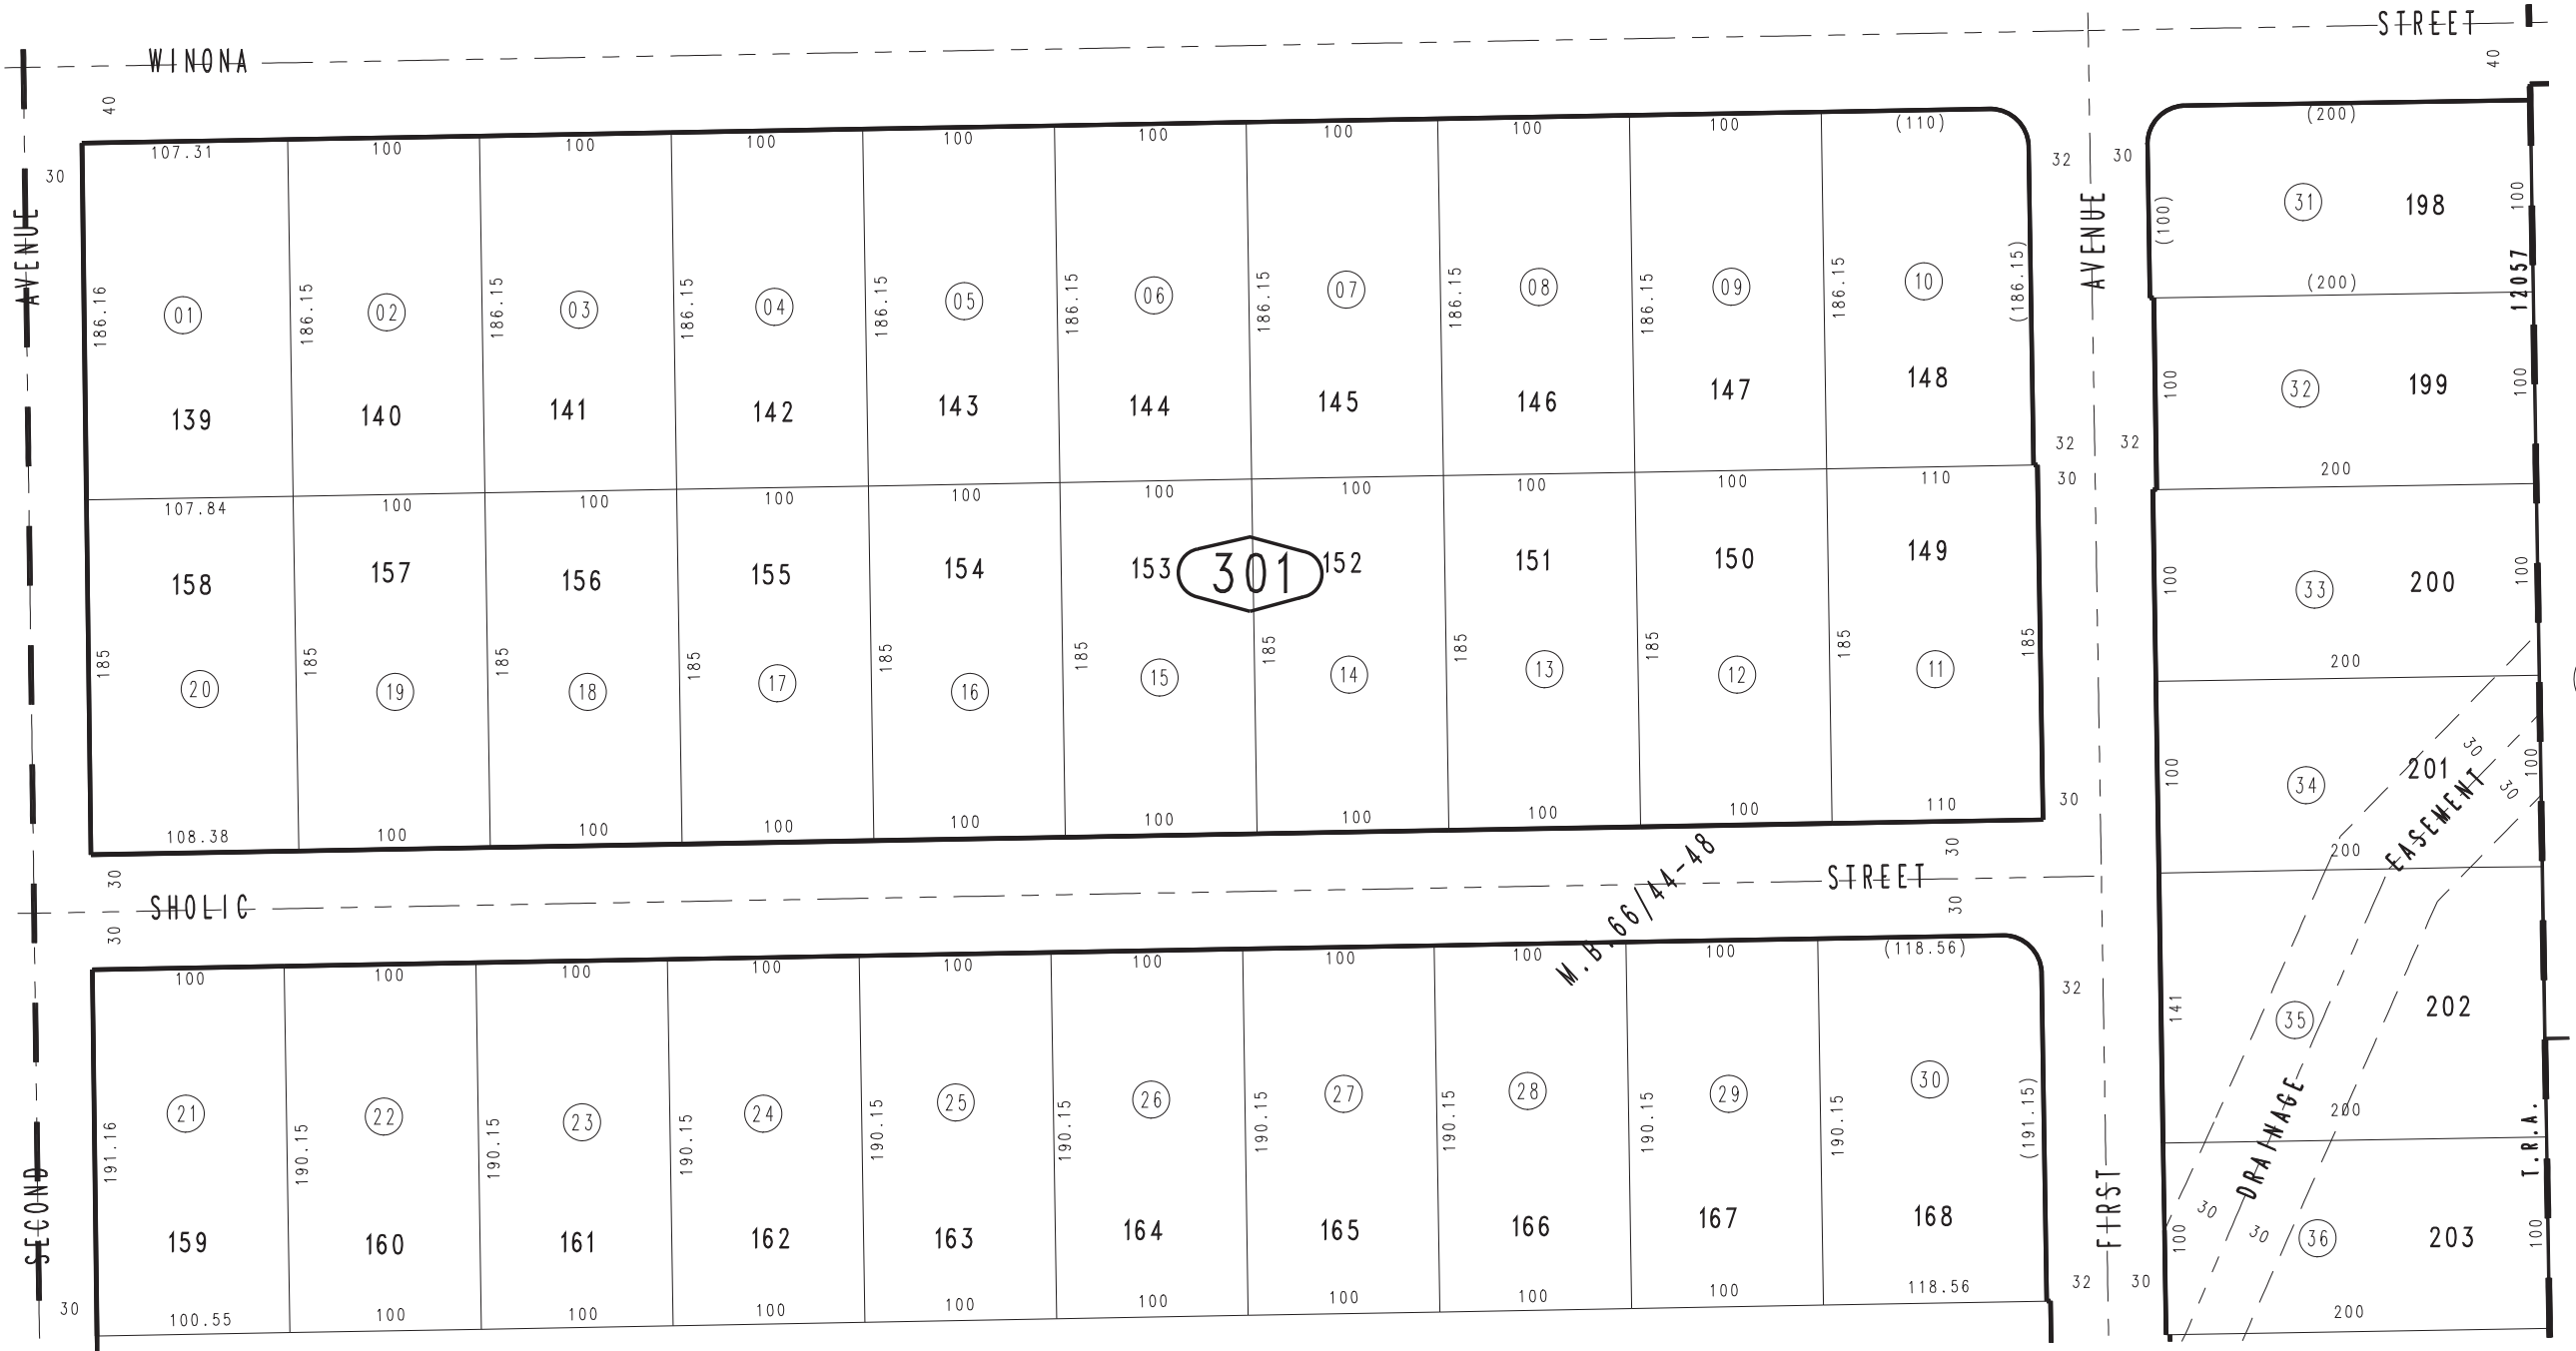 WINONA STREET
40 40
107.31 100 100 100 100 100 100 100 100 (110) (200)
30 32 30
AVENUE AVENUE
(100) 31 198 100
186.16 186.15 186.15 186.15 186.15 186.15 186.15 186.15 186.15 186.15 (186.15)
01 02 03 04 05 06 07 08 09 10
(200) 12057
139 140 141 142 143 144 145 146 147 148
100 32 199 100
32 32
107.84 100 100 100 100 100 100 100 100 110 30
200
158 157 156 155 154 153 301 152 151 150 149
100 33 200 100
185 185 185 185 185 185 185 185 185 185 185
20 19 18 17 16 15 14 13 12 11
200
100 34 201 30 30 100
108.38 100 100 100 100 100 100 100 100 110 30
200
EASEMENT
30 30
SHOLIC STREET
30 30
M.B. 66/44-48
100 100 100 100 100 100 100 100 100 (118.56)
32
141 35 202
21 22 23 24 25 26 27 28 29 30
191.16 190.15 190.15 190.15 190.15 190.15 190.15 190.15 190.15 190.15 (191.15)
200
DRAINAGE
T.R.A.
SECOND FIRST
159 160 161 162 163 164 165 166 167 168
100 30 30 36 203 100
30 32 30
100.55 100 100 100 100 100 100 100 100 118.56
200